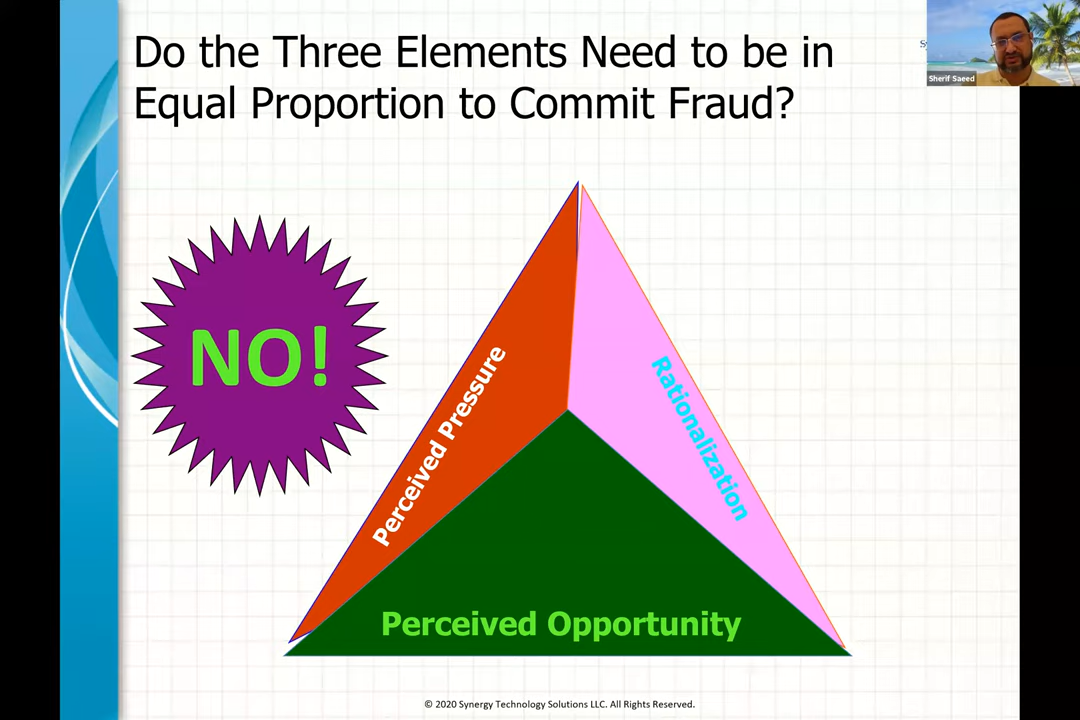 Do the Three Elements Need to be in
Equal Proportion to Commit Fraud?
Sherif Saeed
NO!
Perceived Pressure
Rationalization
Perceived Opportunity
© 2020 Synergy Technology Solutions LLC. All Rights Reserved.